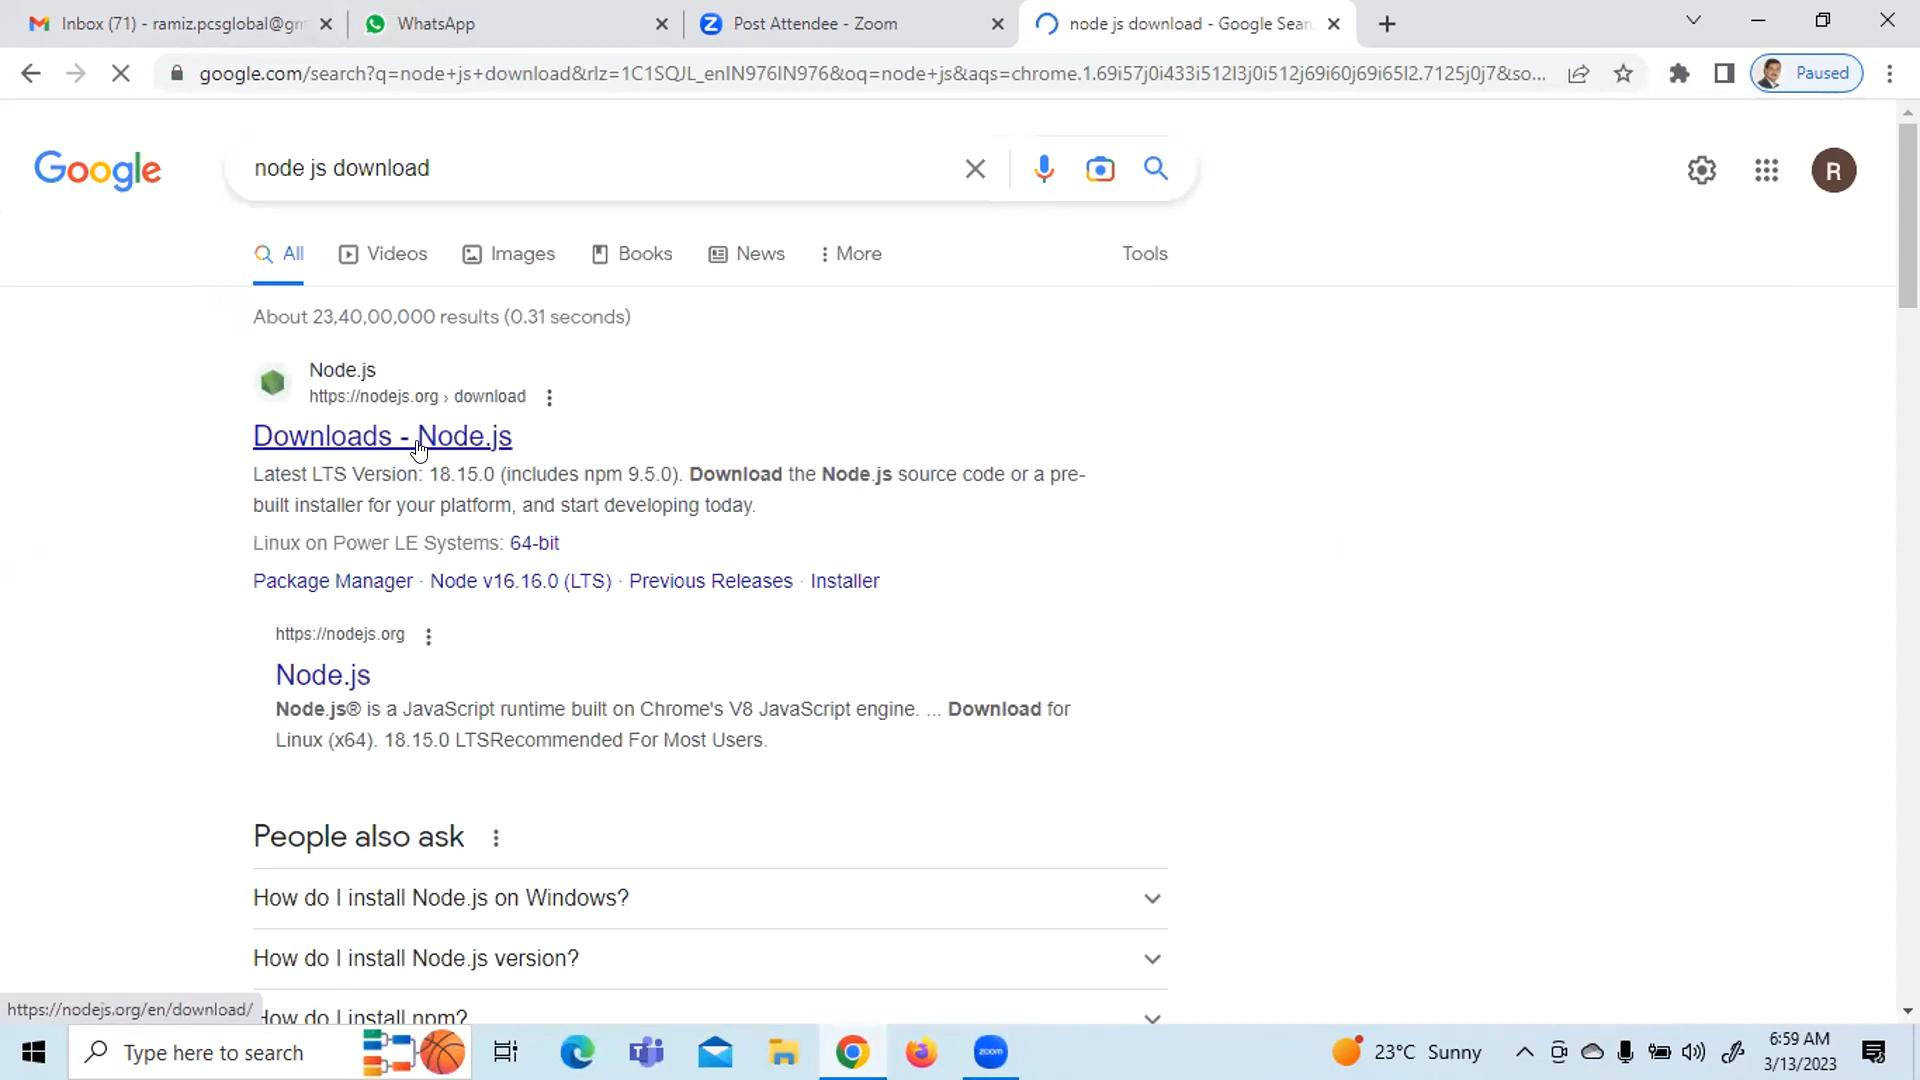 Inbox (71) - ramiz.pcsglobal@gm
WhatsApp
Post Attendee - Zoom
node js download - Google Sear
google.com/search?q=node+js+download&rlz=1C1SQJL_enIN976IN976&oq=node+js&aqs=chrome.1.69i57j0i433i512l3j0i512j69i60j69i65l2.7125j0j7&so...
Paused
Google
node js download
R
All
Videos
Images
Books
News
More
Tools
About 23,40,00,000 results (0.31 seconds)
Node.js
https://nodejs.org › download
Downloads - Node.js
Latest LTS Version: 18.15.0 (includes npm 9.5.0). Download the Node.js source code or a pre-
built installer for your platform, and start developing today.
Linux on Power LE Systems: 64-bit
Package Manager · Node v16.16.0 (LTS) · Previous Releases · Installer
https://nodejs.org
Node.js
Node.js® is a JavaScript runtime built on Chrome's V8 JavaScript engine. ... Download for
Linux (x64). 18.15.0 LTSRecommended For Most Users.
People also ask
How do I install Node.js on Windows?
How do I install Node.js version?
How do I install npm?
https://nodejs.org/en/download/
Type here to search
zoom
23°C Sunny
6:59 AM
3/13/2023